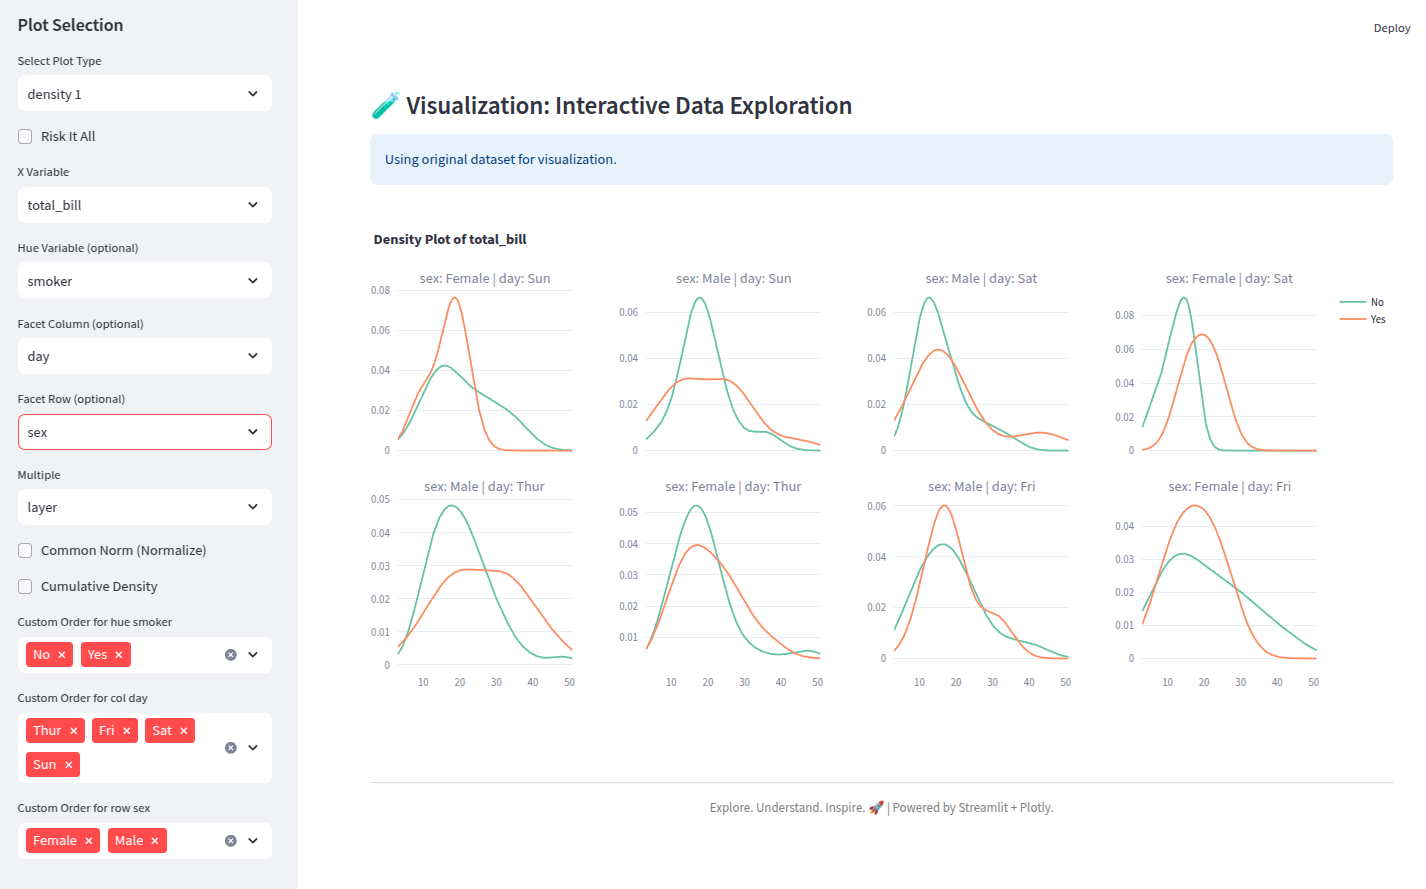 Plot Selection
Select Plot Type
density 1
Risk It All
X Variable
total_bill
Hue Variable (optional)
smoker
Facet Column (optional)
day
Facet Row (optional)
sex
Multiple
layer
Common Norm (Normalize)
Cumulative Density
Custom Order for hue smoker
No × Yes ×
Custom Order for col day
Thur × Fri × Sat ×
Sun ×
Custom Order for row sex
Female × Male ×
Deploy
🧪 Visualization: Interactive Data Exploration
Using original dataset for visualization.
Density Plot of total_bill
sex: Female | day: Sun
0.08
0.06
0.04
0.02
0
sex: Male | day: Sun
0.06
0.04
0.02
0
sex: Male | day: Sat
0.06
0.04
0.02
0
sex: Female | day: Sat
0.08
0.06
0.04
0.02
0
No
Yes
sex: Male | day: Thur
0.05
0.04
0.03
0.02
0.01
0
10 20 30 40 50
sex: Female | day: Thur
0.05
0.04
0.03
0.02
0.01
10 20 30 40 50
sex: Male | day: Fri
0.06
0.04
0.02
0
10 20 30 40 50
sex: Female | day: Fri
0.04
0.03
0.02
0.01
0
10 20 30 40 50
Explore. Understand. Inspire. 🚀 | Powered by Streamlit + Plotly.